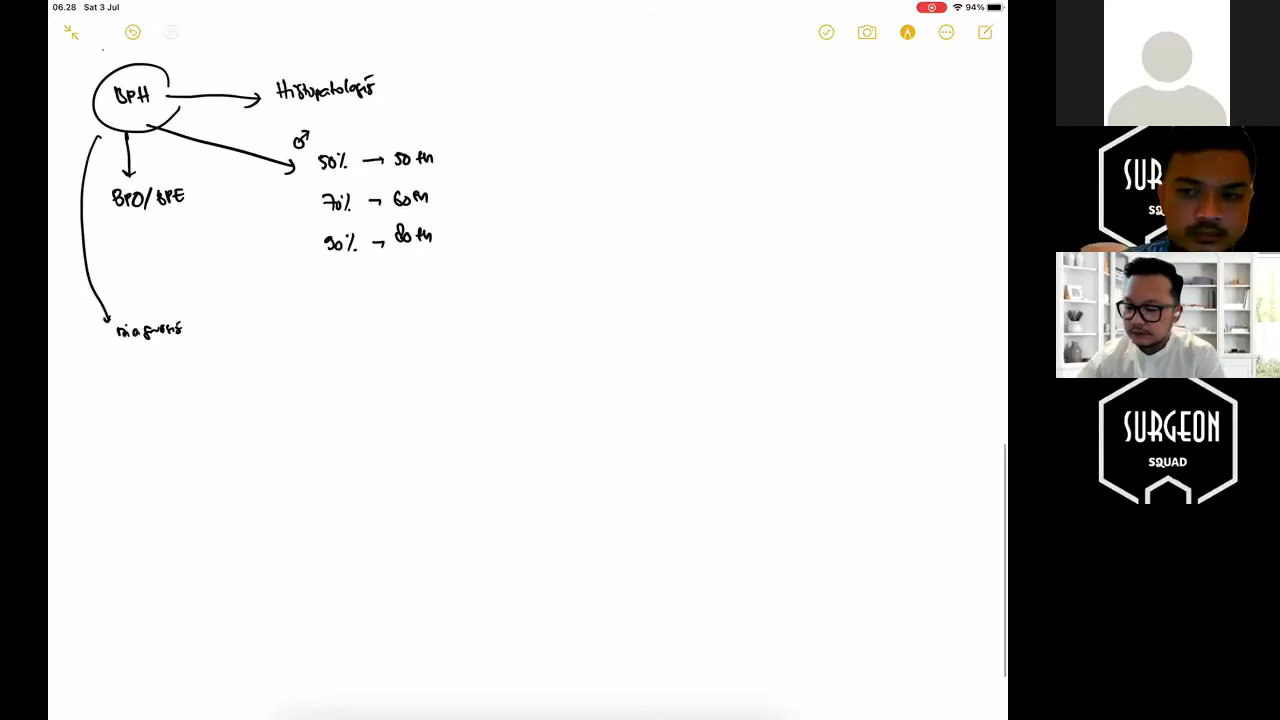 06.28 Sat 3 Jul
94%
BPH
Histopatologis
♂
50% → 50 th
70% → 60 th
90% → 80 th
BPO/BPE
Diagnosis
SUR
S
SURGEON
SQUAD